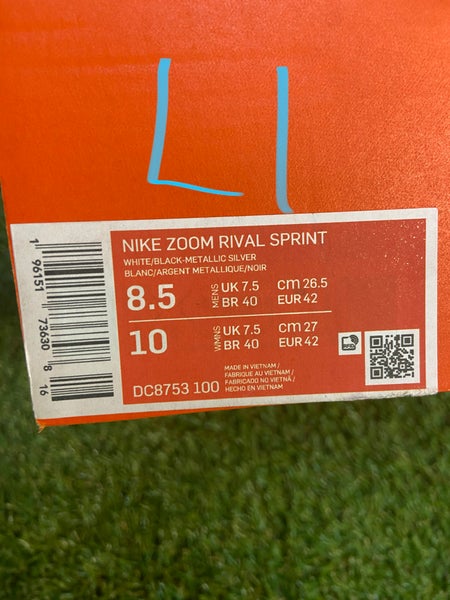 LI
NIKE ZOOM RIVAL SPRINT
WHITE/BLACK-METALLIC SILVER
BLANC/ARGENT METALLIQUE/NOIR
8.5 MENS UK 7.5 CM 26.5
BR 40 EUR 42
10 WMNS UK 7.5 CM 27
BR 40 EUR 42
MADE IN VIETNAM /
FABRIQUE AU VIETNAM /
FABRICADO NO VIETNÃ /
HECHO EN VIETNAM
DC8753 100
1 96151 73630 8 16